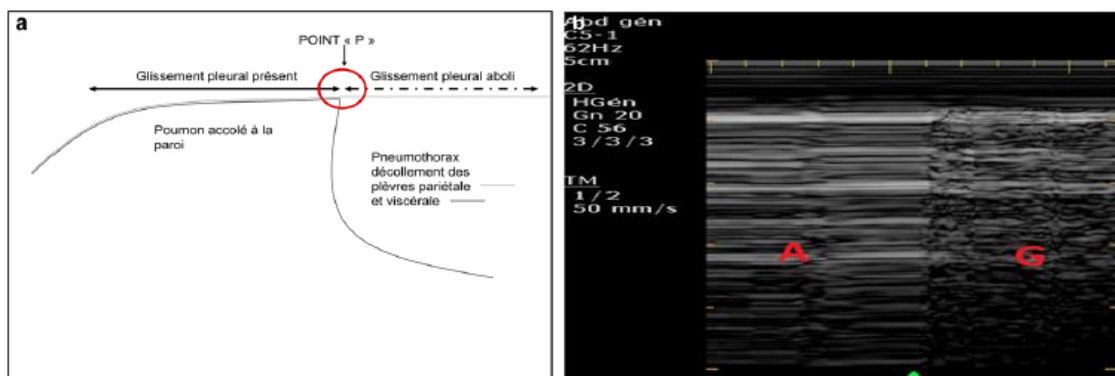 a
POINT « P »
Glissement pleural présent
Glissement pleural aboli
Poumon accolé à la
paroi
Pneumothorax
décollement des
plèvres pariétale
et viscérale
b
Abd gén
C5-1
62Hz
5cm
2D
HGén
Gn 20
C 56
3/3/3
TM
1/2
50 mm/s
A
G